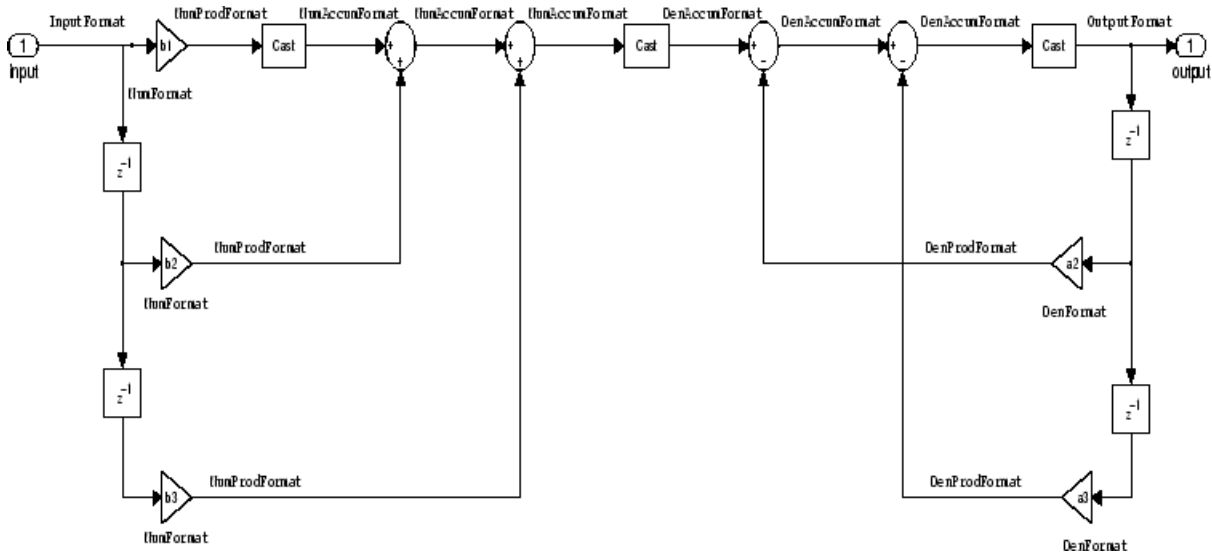 InputFormat
NumProdFormat
NumAccumFormat
NumAccumFormat
NumAccumFormat
DenAccumFormat
DenAccumFormat
DenAccumFormat
OutputFormat
1
b1
Cast
+
+
+
+
Cast
+
−
+
−
Cast
1
input
output
NumFormat
z−1
z−1
b2
NumProdFormat
DenProdFormat
a2
NumFormat
DenFormat
z−1
z−1
b3
NumProdFormat
DenProdFormat
a3
NumFormat
DenFormat